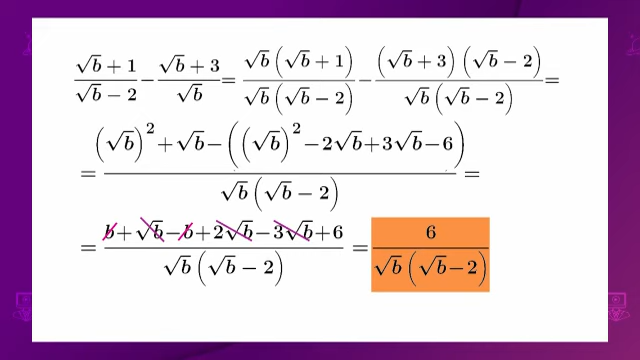 (√b + 1)/(√b − 2) − (√b + 3)/√b = (√b (√b + 1))/(√b (√b − 2)) − ((√b + 3) (√b − 2))/(√b (√b − 2)) =
= ((√b)² + √b − ((√b)² − 2√b + 3√b − 6))/(√b (√b − 2)) =
= (b + √b − b + 2√b − 3√b + 6)/(√b (√b − 2)) = 6/(√b (√b − 2))